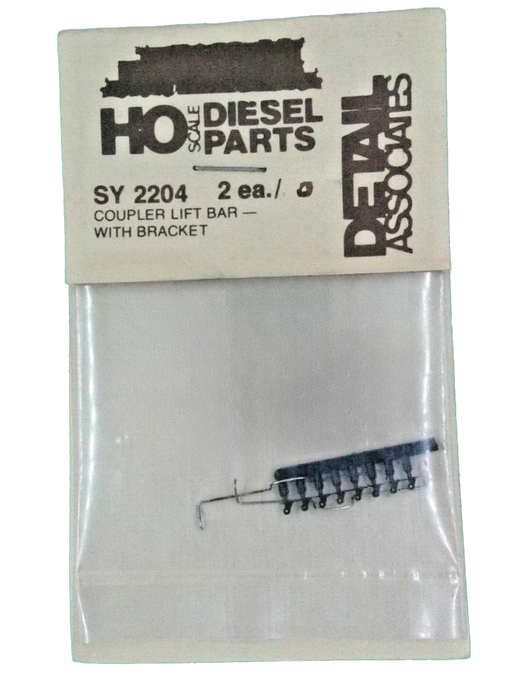 HO SCALE DIESEL PARTS
DETAIL ASSOCIATES
SY 2204 2 ea./
COUPLER LIFT BAR —
WITH BRACKET